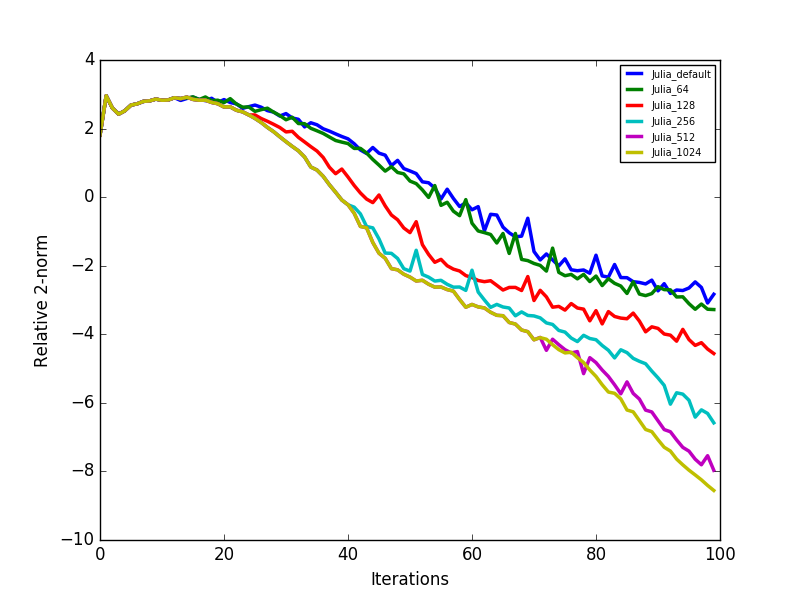 4
2
0
−2
−4
−6
−8
−10
0 20 40 60 80 100
Relative 2-norm
Iterations
Julia_default
Julia_64
Julia_128
Julia_256
Julia_512
Julia_1024